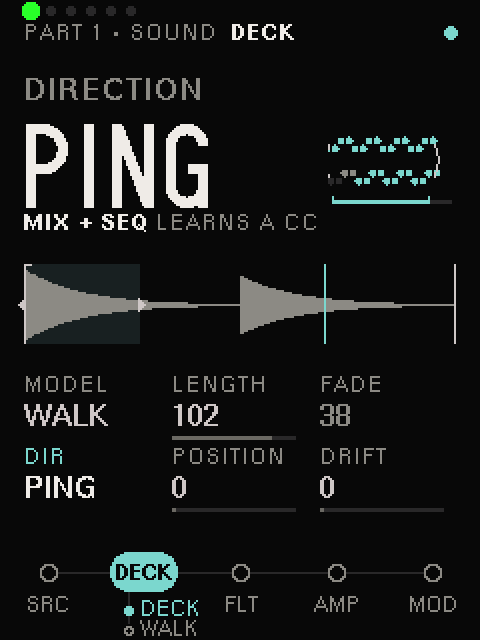 PART 1 · SOUND DECK
DIRECTION
PING
MIX + SEQ LEARNS A CC
MODEL LENGTH FADE
WALK 102 38
DIR POSITION DRIFT
PING 0 0
DECK
SRC FLT AMP MOD
DECK
WALK